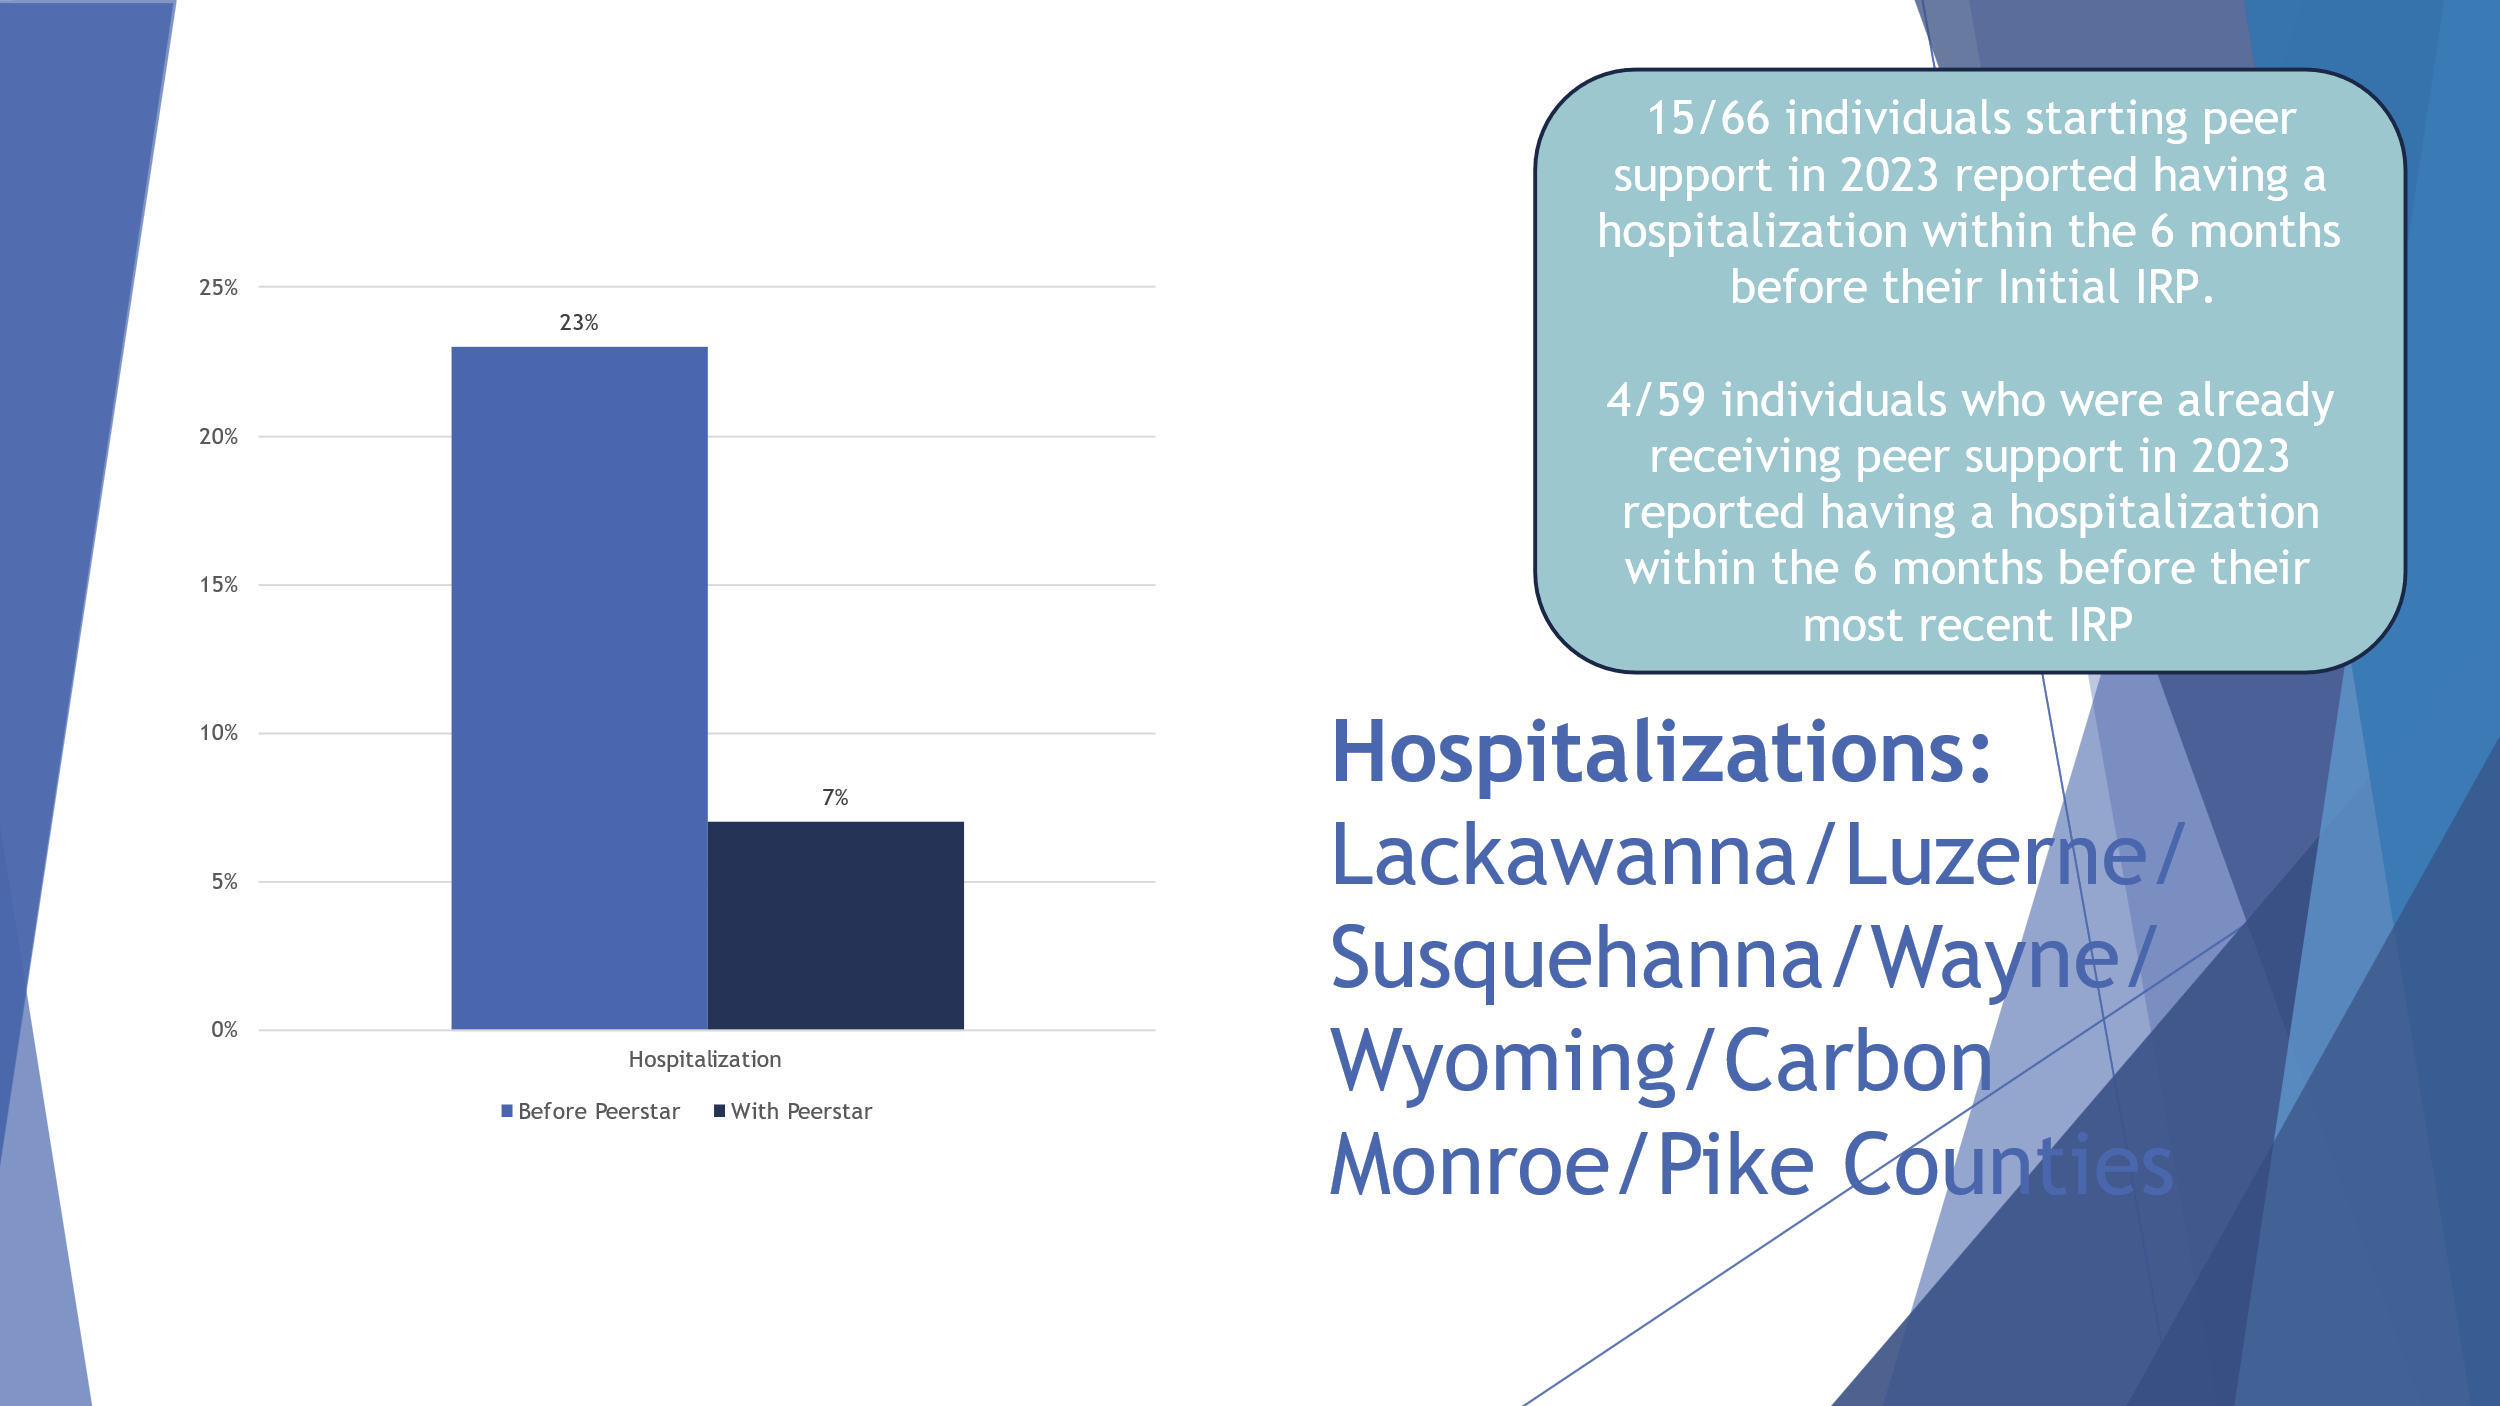 25%
23%
20%
15%
10%
7%
5%
0%
Hospitalization
Before Peerstar With Peerstar
15/66 individuals starting peer
support in 2023 reported having a
hospitalization within the 6 months
before their Initial IRP.
4/59 individuals who were already
receiving peer support in 2023
reported having a hospitalization
within the 6 months before their
most recent IRP
Hospitalizations:
Lackawanna/Luzerne/
Susquehanna/Wayne/
Wyoming/Carbon
Monroe/Pike Counties